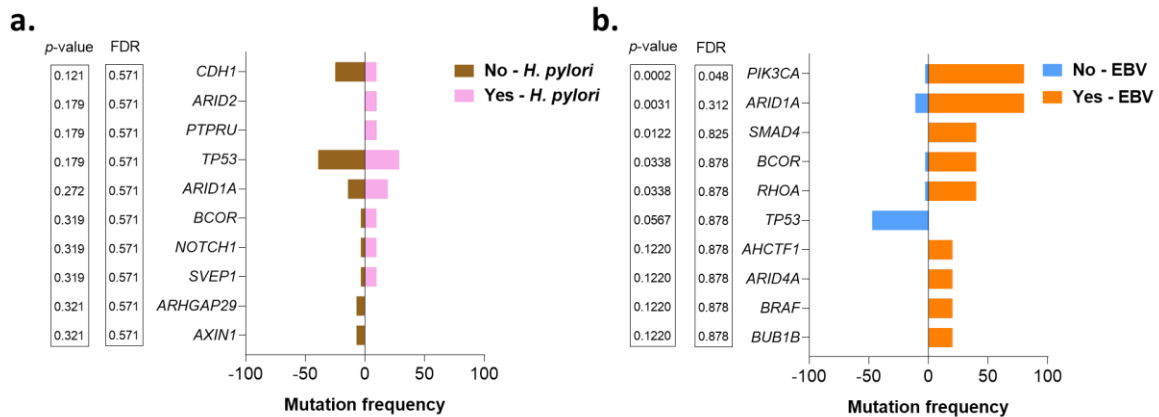 a.
p-value FDR
0.121 0.571 CDH1
0.179 0.571 ARID2
0.179 0.571 PTPRU
0.179 0.571 TP53
0.272 0.571 ARID1A
0.319 0.571 BCOR
0.319 0.571 NOTCH1
0.319 0.571 SVEP1
0.321 0.571 ARHGAP29
0.321 0.571 AXIN1
No - H. pylori
Yes - H. pylori
-100 -50 0 50 100
Mutation frequency
b.
p-value FDR
0.0002 0.048 PIK3CA
0.0031 0.312 ARID1A
0.0122 0.825 SMAD4
0.0338 0.878 BCOR
0.0338 0.878 RHOA
0.0567 0.878 TP53
0.1220 0.878 AHCTF1
0.1220 0.878 ARID4A
0.1220 0.878 BRAF
0.1220 0.878 BUB1B
No - EBV
Yes - EBV
-100 -50 0 50 100
Mutation frequency